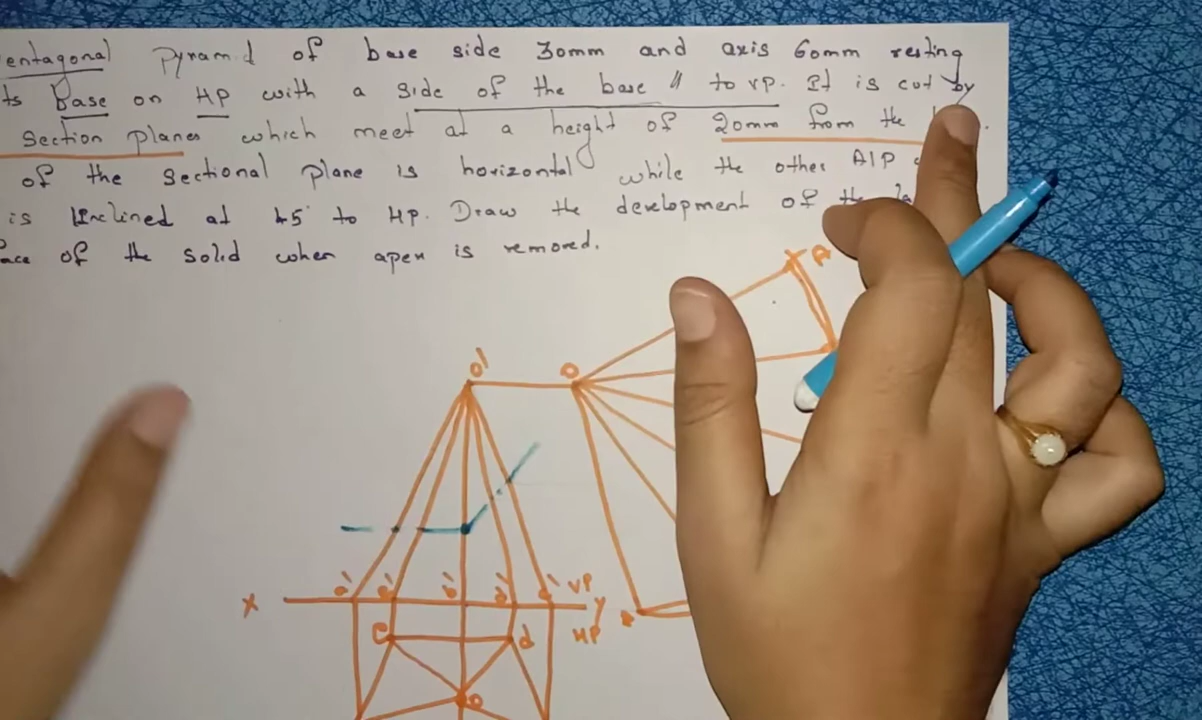 entagonal Pyramid of base side 30mm and axis 60mm resting
ts Base on HP with a side of the base 11 to VP. It is cut by
Section planes which meet at a height of 20mm from the
of the sectional plane is horizontal while the other AIP
is Inclined at 45° to HP. Draw the development of the la
face of the solid when apex is removed.
A
o' O
X a' e' b' d' c' VP Y
HP
e d
O